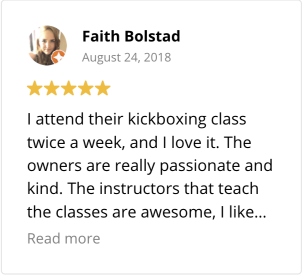 Faith Bolstad
August 24, 2018
I attend their kickboxing class
twice a week, and I love it. The
owners are really passionate and
kind. The instructors that teach
the classes are awesome, I like...
Read more